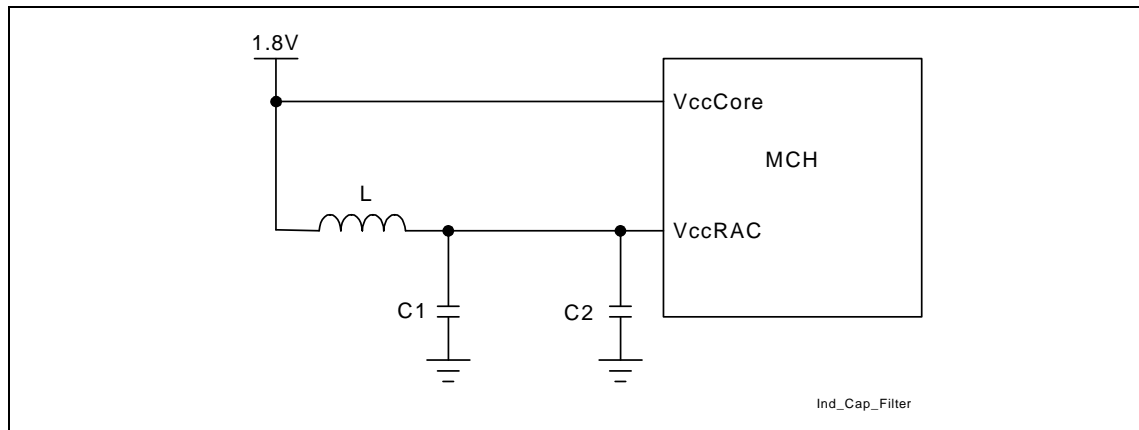 1.8V
VccCore
MCH
L
VccRAC
C1
C2
Ind_Cap_Filter